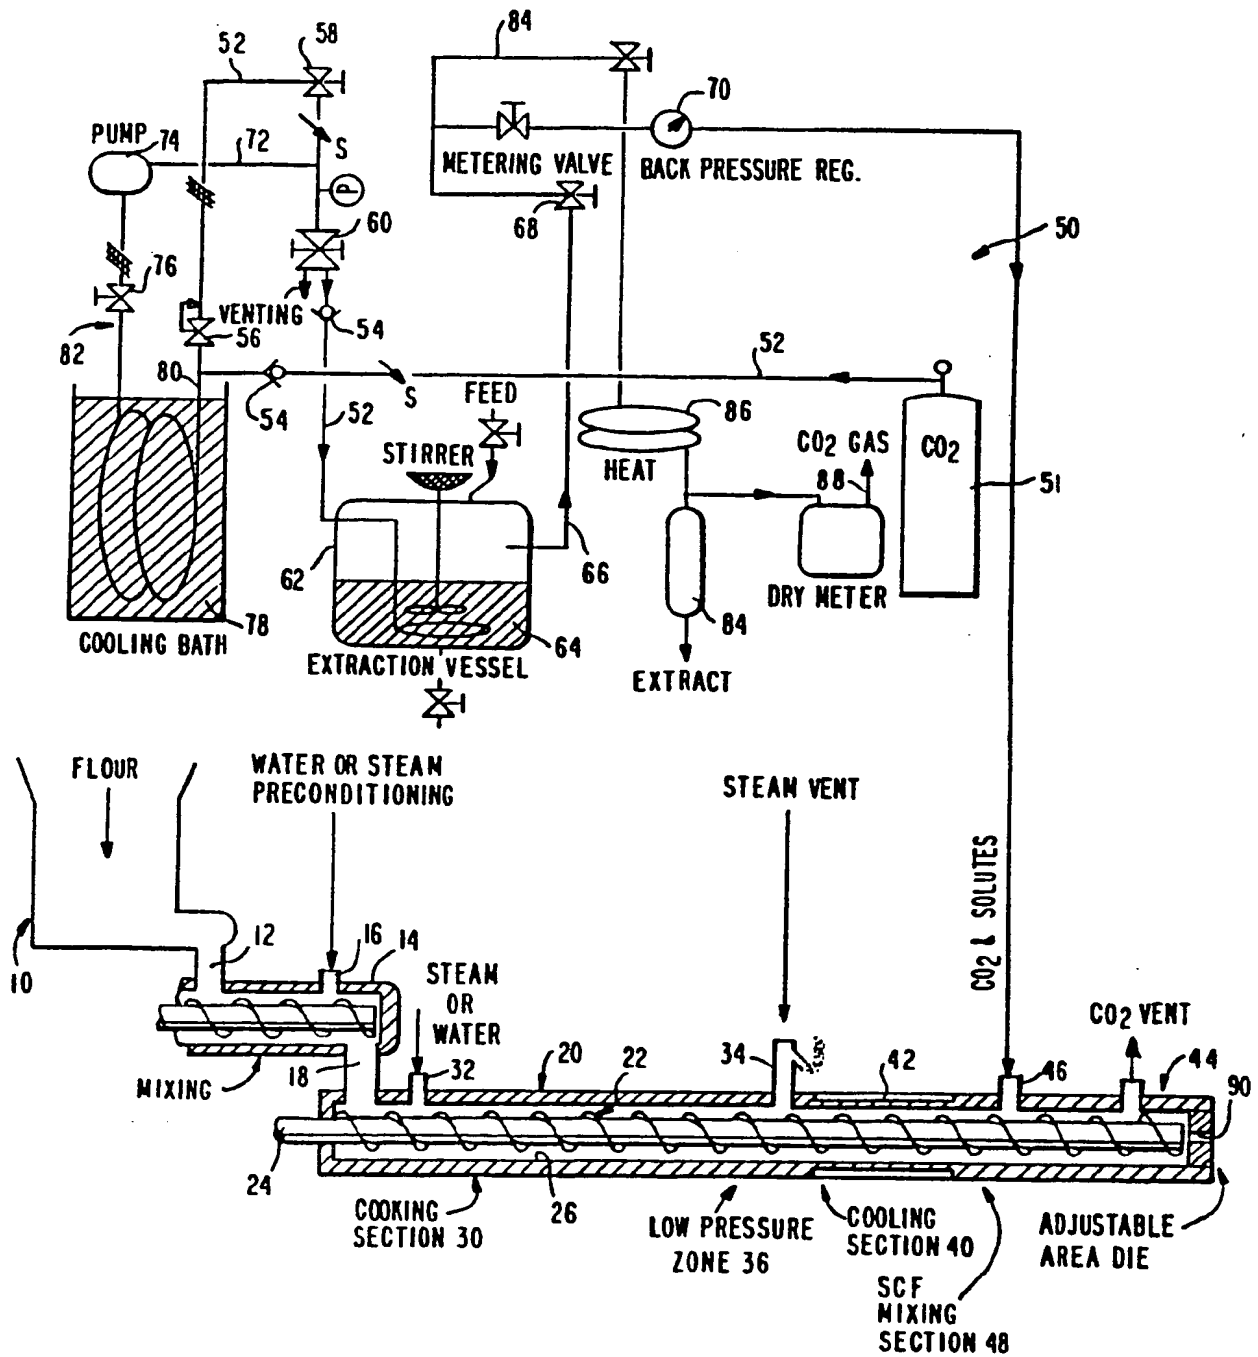 84
58
52
70
PUMP
74
72
S
METERING VALVE
BACK PRESSURE REG.
P
60
68
50
76
VENTING
54
56
82
80
52
S
54
52
FEED
86
CO2 GAS
STIRRER
HEAT
88
CO2
51
62
66
78
64
DRY METER
84
COOLING BATH
EXTRACTION VESSEL
EXTRACT
FLOUR
WATER OR STEAM
PRECONDITIONING
STEAM VENT
CO2 & SOLUTES
12
16
14
10
STEAM
OR
WATER
CO2 VENT
MIXING
18
32
20
22
34
42
46
44
90
24
26
COOKING
SECTION 30
LOW PRESSURE
ZONE 36
COOLING
SECTION 40
ADJUSTABLE
AREA DIE
SCF
MIXING
SECTION 48